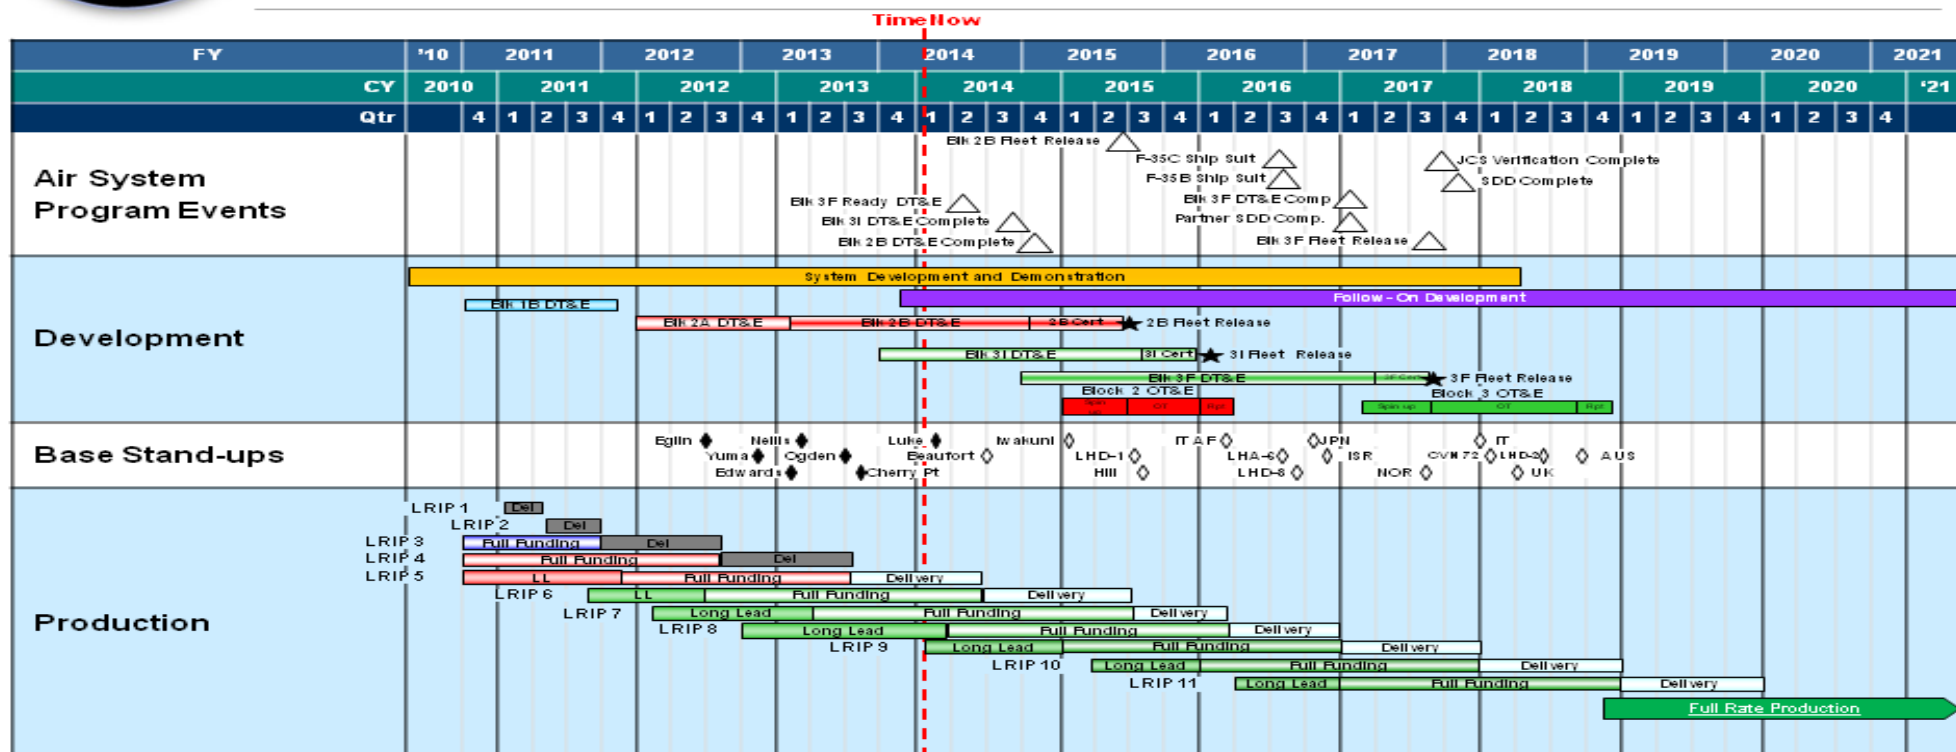 Time Now
FY '10 2011 2012 2013 2014 2015 2016 2017 2018 2019 2020 2021
CY 2010 2011 2012 2013 2014 2015 2016 2017 2018 2019 2020 '21
Qtr 4 1 2 3 4 1 2 3 4 1 2 3 4 1 2 3 4 1 2 3 4 1 2 3 4 1 2 3 4 1 2 3 4 1 2 3 4 1 2 3 4
Air System
Program Events
Blk 2B Fleet Release
F-35C Ship Suit
JCS Verification Complete
F-35B Ship Suit
SDD Complete
Blk 3F Ready DT&E
Blk 3F DT&E Comp
Blk 3I DT&E Complete
Partner SDD Comp.
Blk 2B DT&E Complete
Blk 3F Fleet Release
Development
System Development and Demonstration
Follow-On Development
Blk 1B DT&E
Blk 2A DT&E Blk 2B DT&E 2B Cert 2B Fleet Release
Blk 3I DT&E 3I Cert 3I Fleet Release
Blk 3F DT&E 3F Cert 3F Fleet Release
Block 2 OT&E Block 3 OT&E
Spin up OT Rpt Spin up OT Rpt
Base Stand-ups
Eglin Nellis Luke Iwakuni ITAF JPN IT
Yuma Ogden Beaufort LHD-1 LHA-6 ISR CVN 72 LHD-2 AUS
Edwards Cherry Pt Hill LHD-8 NOR UK
Production
LRIP 1 Del
LRIP 2 Del
LRIP 3 Full Funding Del
LRIP 4 Full Funding Del
LRIP 5 LL Full Funding Delivery
LRIP 6 LL Full Funding Delivery
LRIP 7 Long Lead Full Funding Delivery
LRIP 8 Long Lead Full Funding Delivery
LRIP 9 Long Lead Full Funding Delivery
LRIP 10 Long Lead Full Funding Delivery
LRIP 11 Long Lead Full Funding Delivery
Full Rate Production